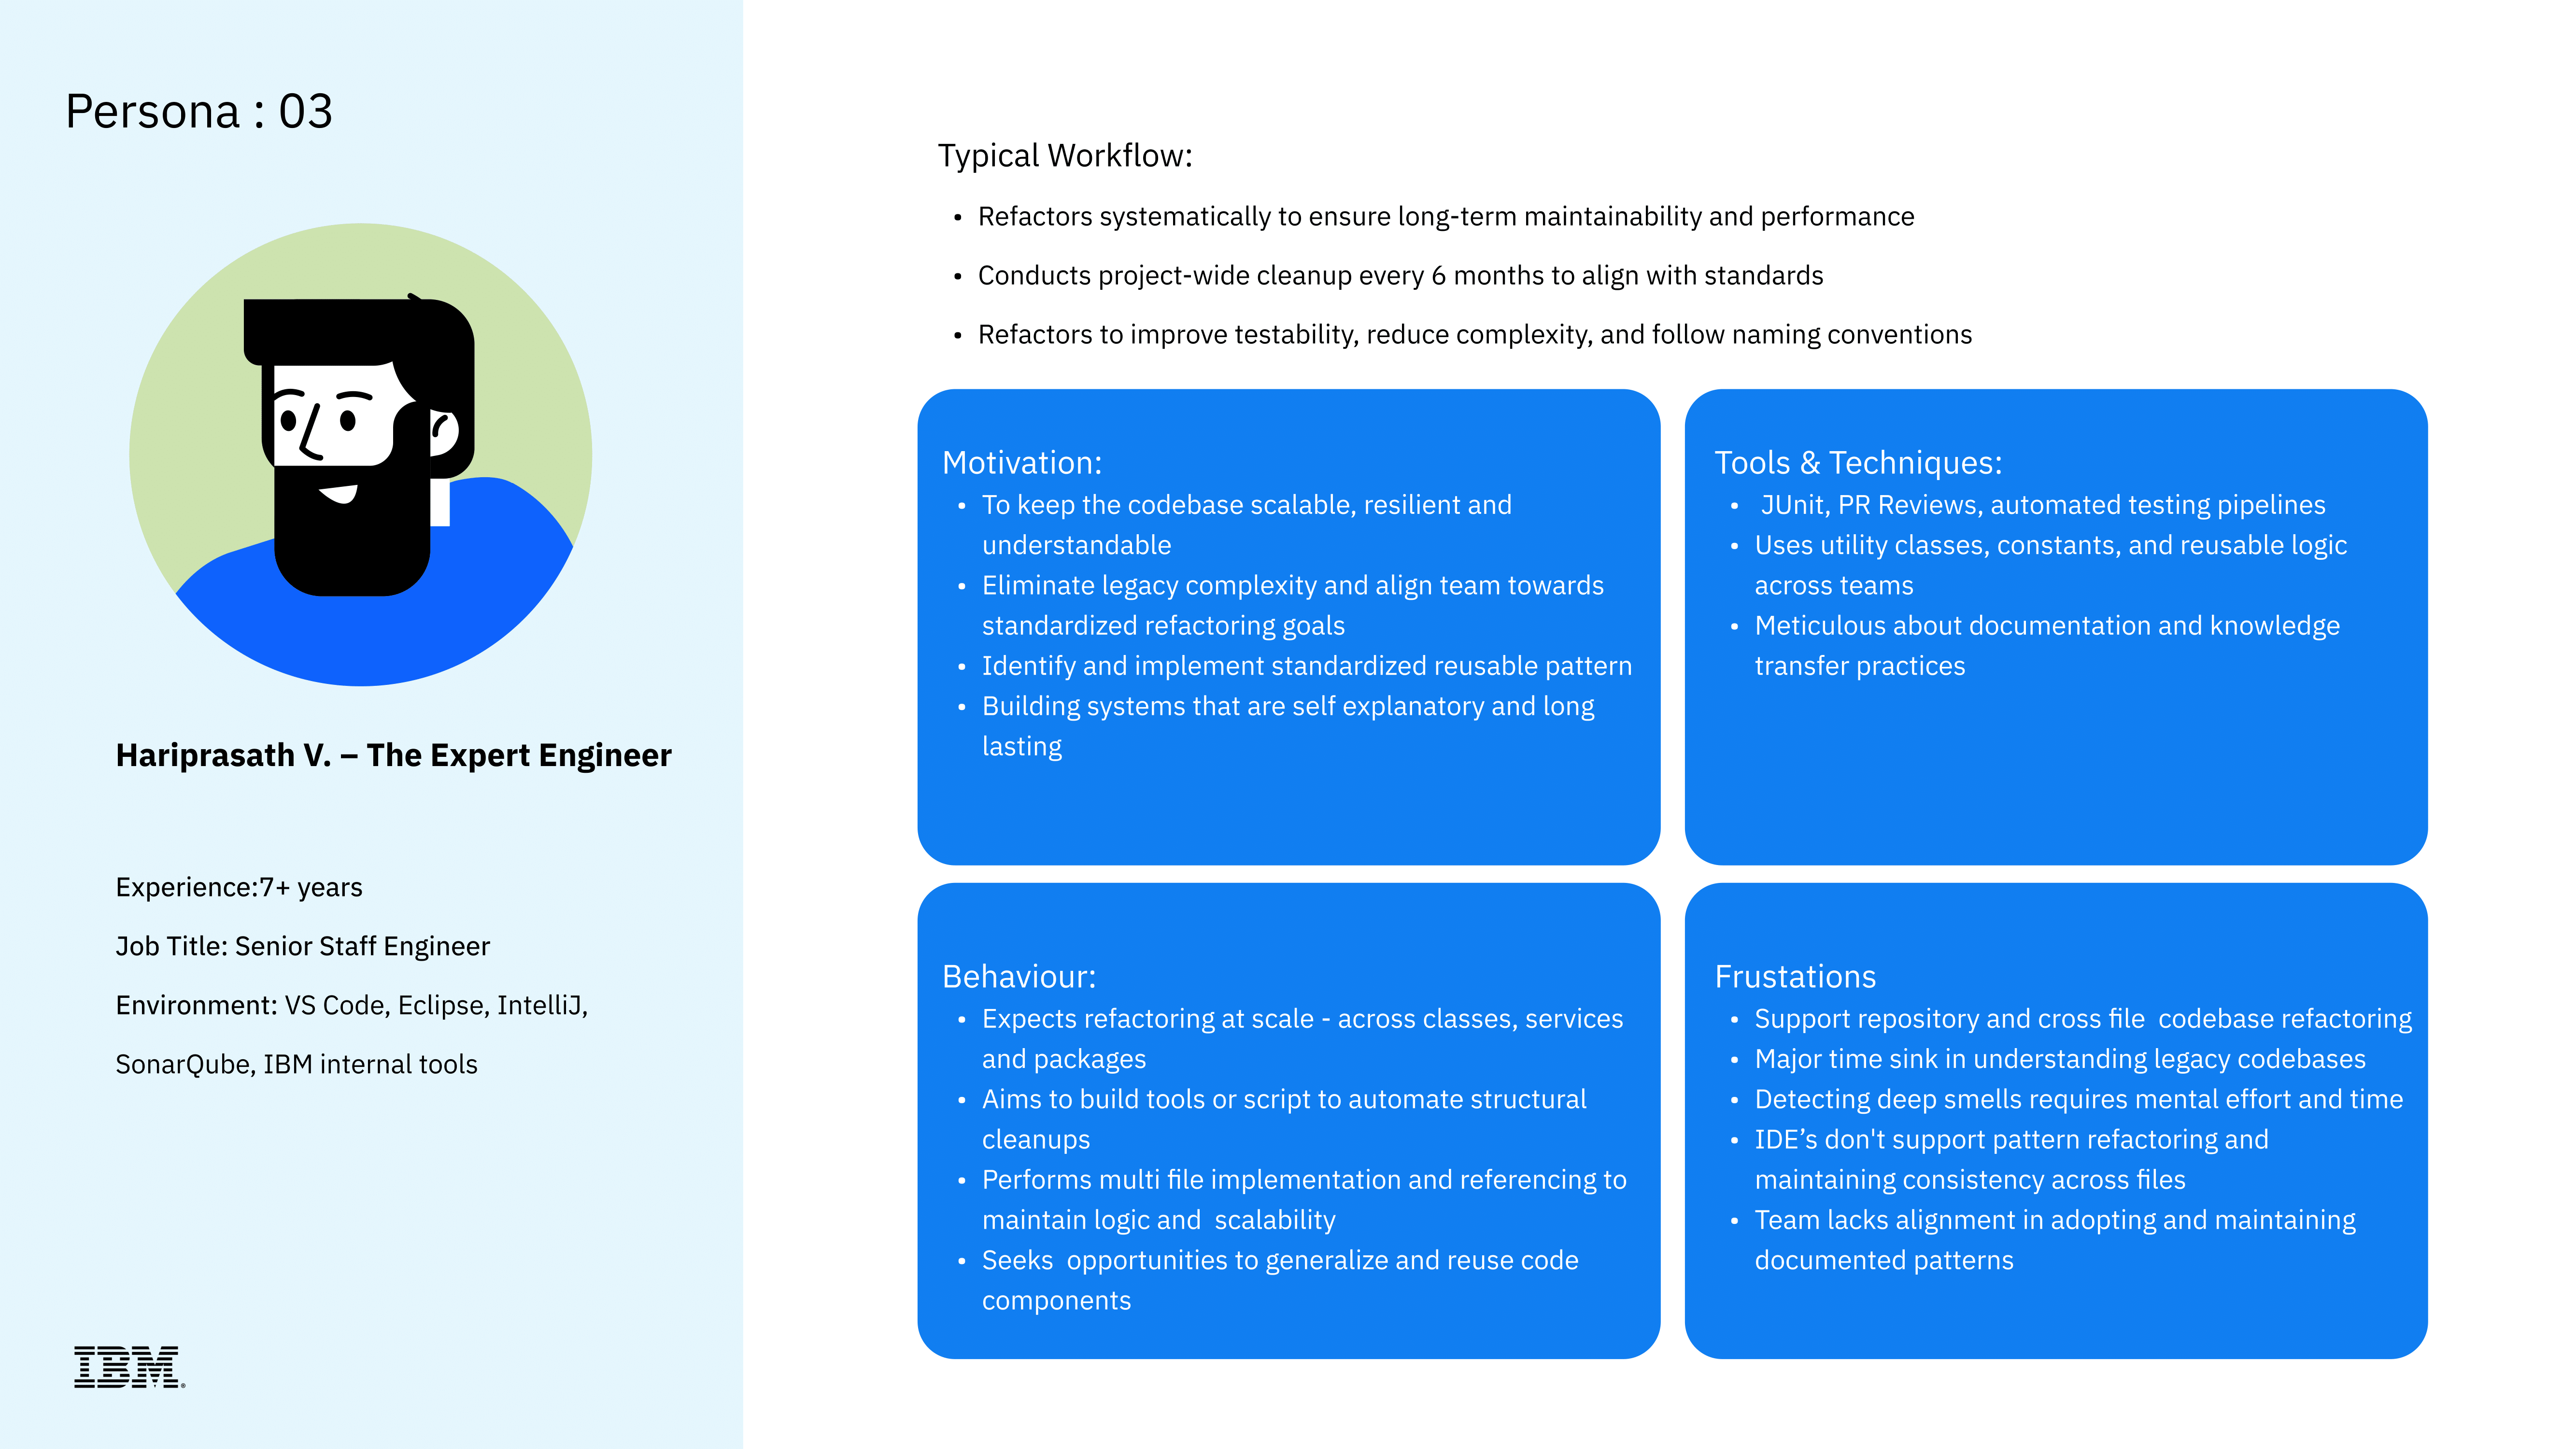 Persona : 03
Hariprasath V. – The Expert Engineer
Experience:7+ years
Job Title: Senior Staff Engineer
Environment: VS Code, Eclipse, IntelliJ,
SonarQube, IBM internal tools
IBM®
Typical Workflow:
• Refactors systematically to ensure long-term maintainability and performance
• Conducts project-wide cleanup every 6 months to align with standards
• Refactors to improve testability, reduce complexity, and follow naming conventions
Motivation:
• To keep the codebase scalable, resilient and
understandable
• Eliminate legacy complexity and align team towards
standardized refactoring goals
• Identify and implement standardized reusable pattern
• Building systems that are self explanatory and long
lasting
Tools & Techniques:
• JUnit, PR Reviews, automated testing pipelines
• Uses utility classes, constants, and reusable logic
across teams
• Meticulous about documentation and knowledge
transfer practices
Behaviour:
• Expects refactoring at scale - across classes, services
and packages
• Aims to build tools or script to automate structural
cleanups
• Performs multi file implementation and referencing to
maintain logic and  scalability
• Seeks  opportunities to generalize and reuse code
components
Frustations
• Support repository and cross file  codebase refactoring
• Major time sink in understanding legacy codebases
• Detecting deep smells requires mental effort and time
• IDE’s don't support pattern refactoring and
maintaining consistency across files
• Team lacks alignment in adopting and maintaining
documented patterns